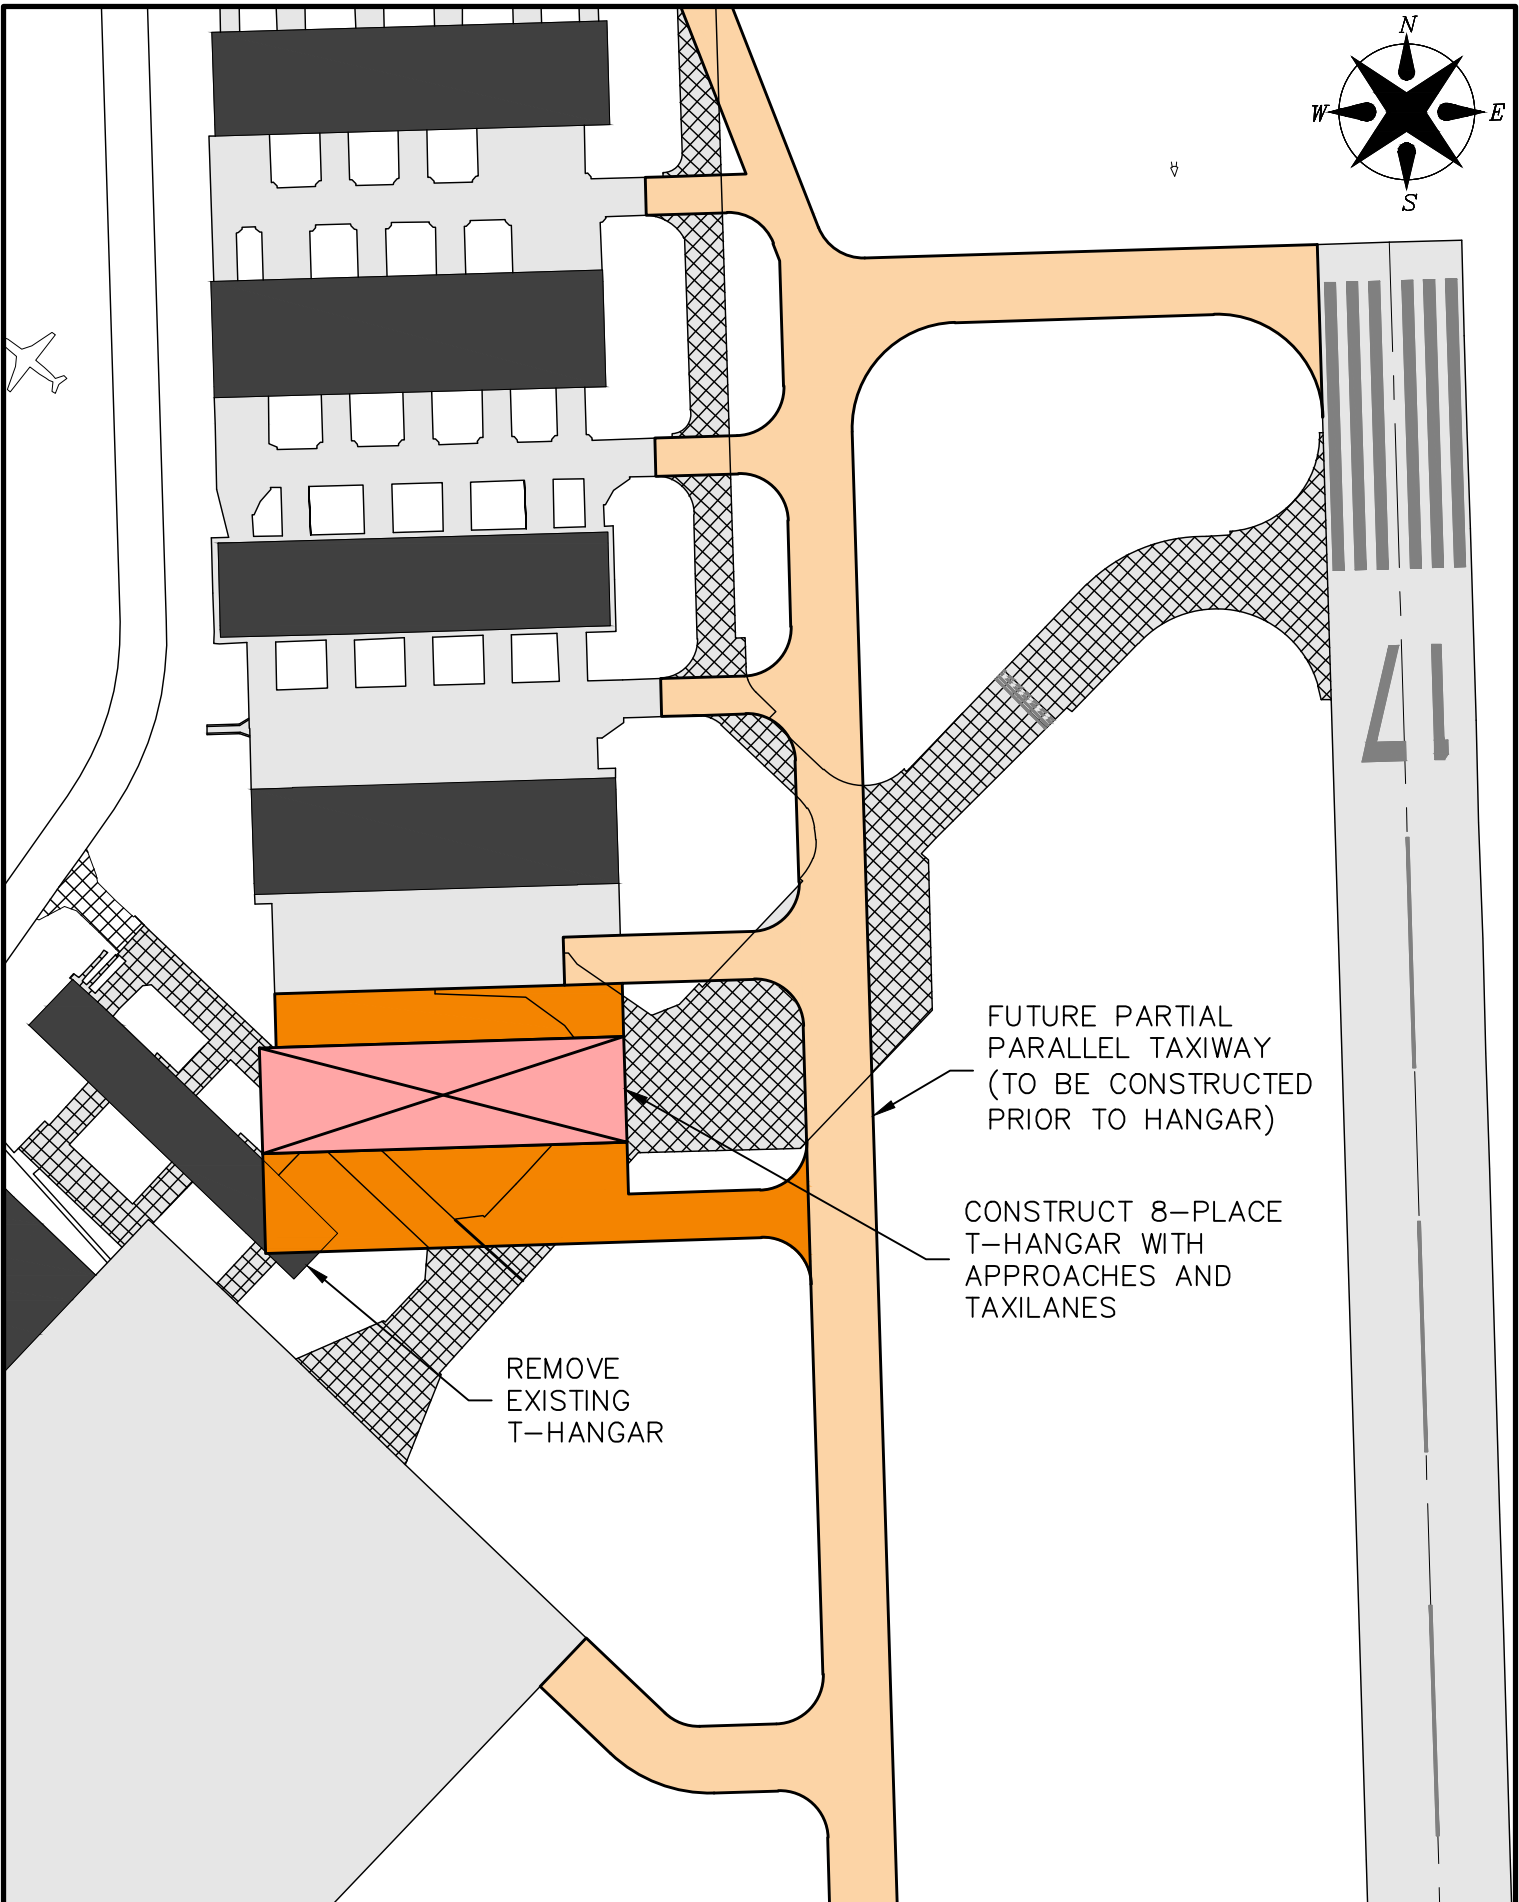 N
W E
S
17
FUTURE PARTIAL
PARALLEL TAXIWAY
(TO BE CONSTRUCTED
PRIOR TO HANGAR)
CONSTRUCT 8-PLACE
T-HANGAR WITH
APPROACHES AND
TAXILANES
REMOVE
EXISTING
T-HANGAR